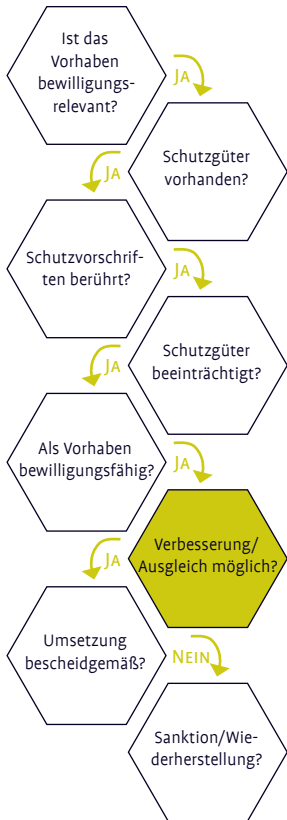 Ist das
Vorhaben
bewilligungs-
relevant?
JA
Schutzgüter
vorhanden?
JA
Schutzvorschrif-
ten berührt?
JA
Schutzgüter
beeinträchtigt?
JA
Als Vorhaben
bewilligungsfähig?
JA
Verbesserung/
Ausgleich möglich?
JA
Umsetzung
bescheidgemäß?
NEIN
Sanktion/Wie-
derherstellung?